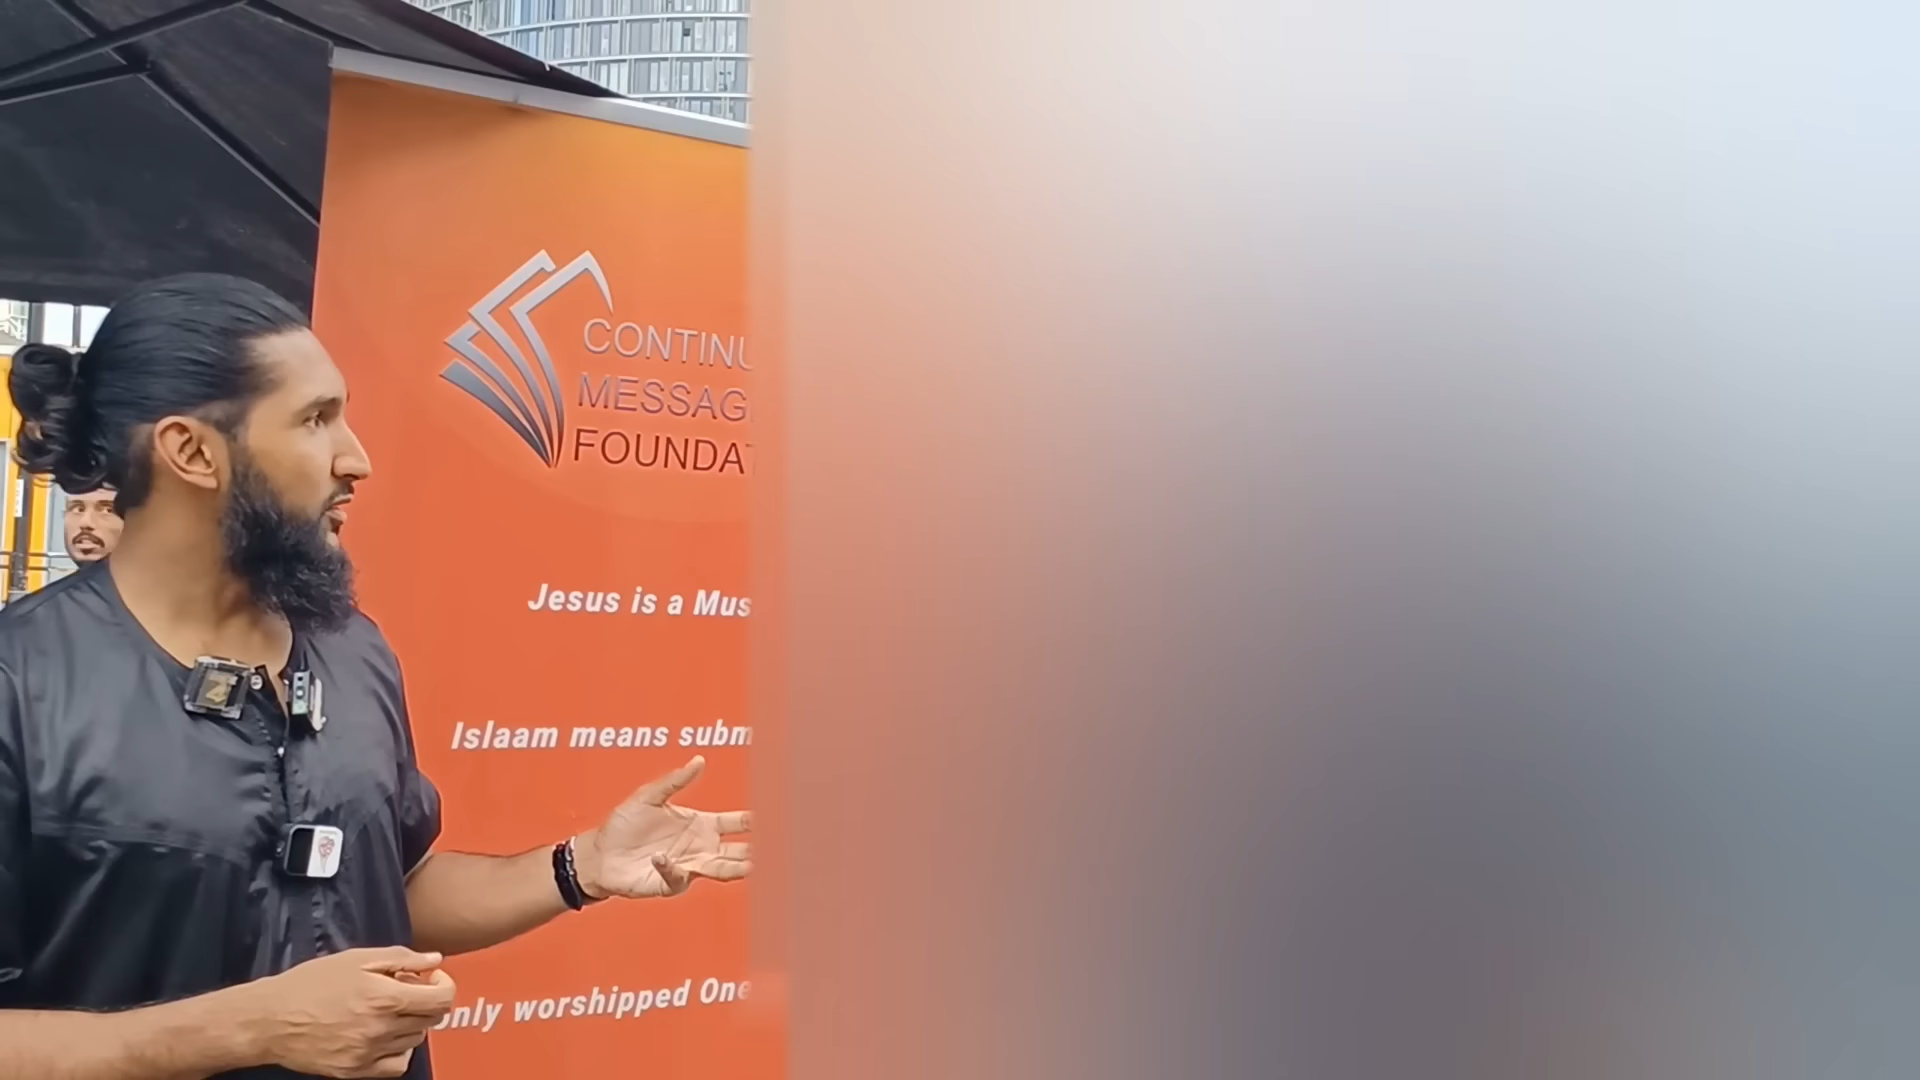 CONTINU
MESSAG
FOUNDAT
Jesus is a Mus
Islaam means subm
only worshipped One